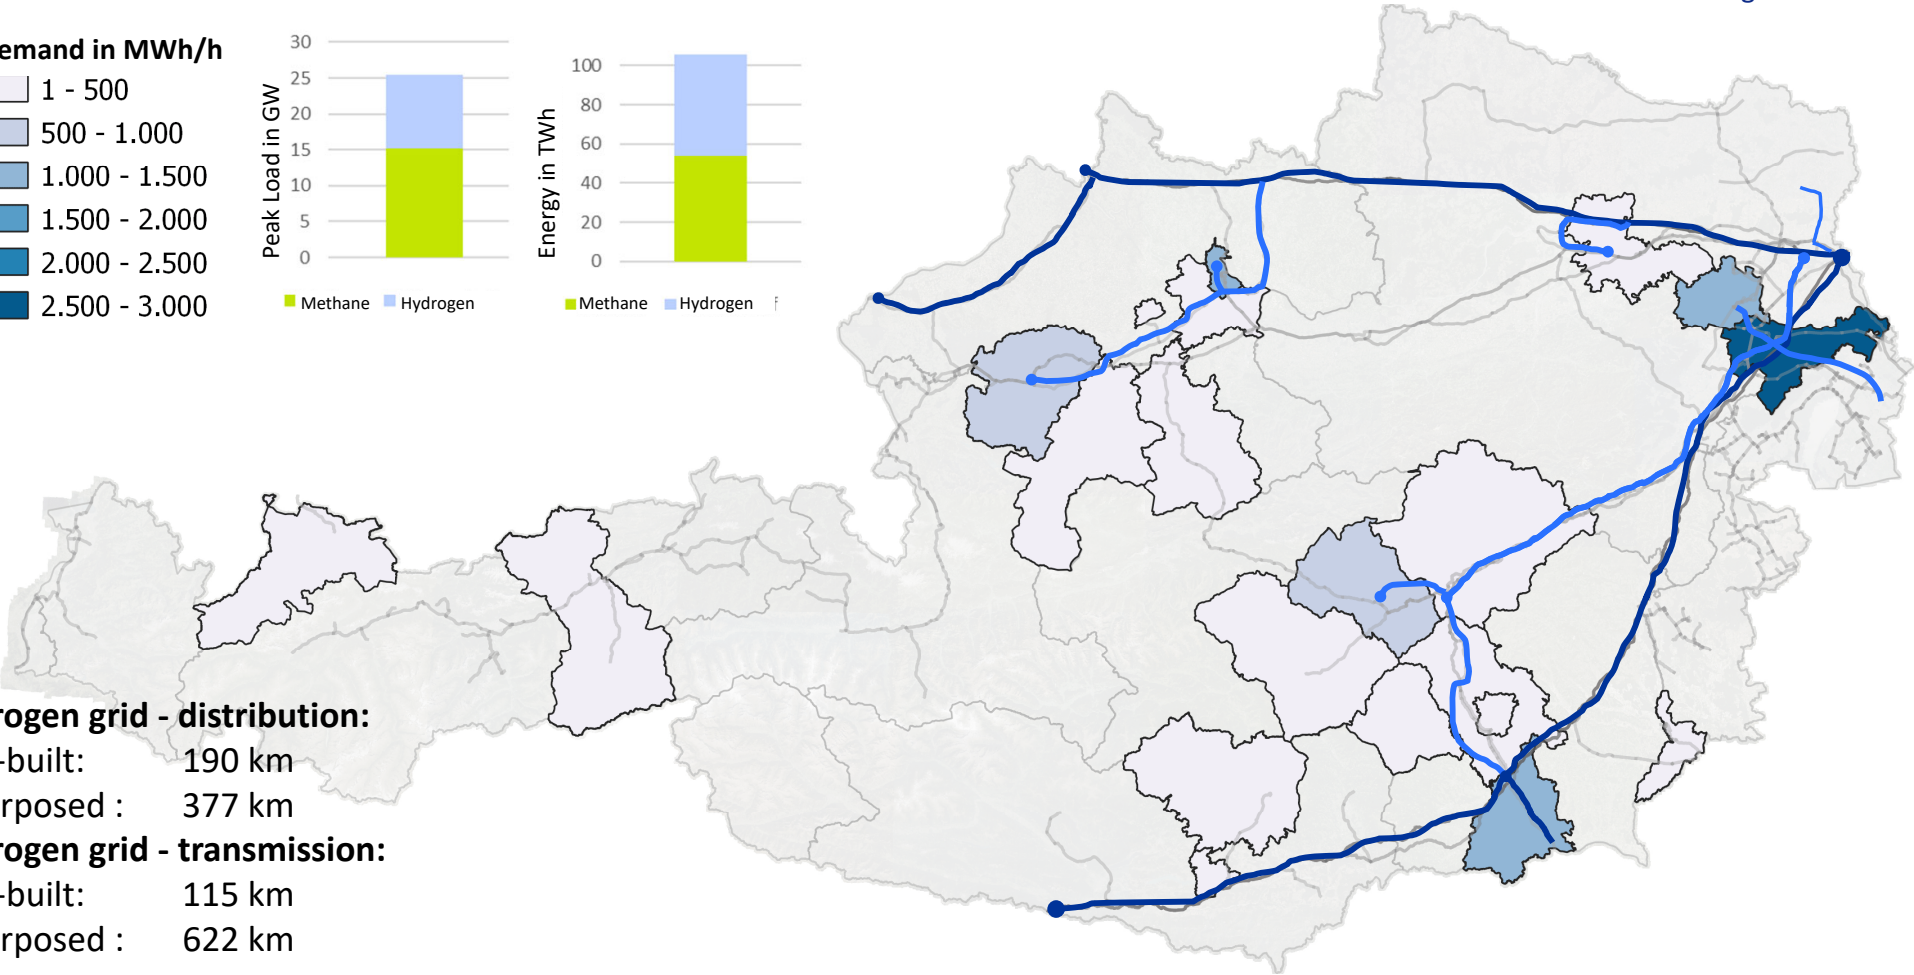 emand in MWh/h
1 - 500
500 - 1.000
1.000 - 1.500
1.500 - 2.000
2.000 - 2.500
2.500 - 3.000
Peak Load in GW
30
25
20
15
10
5
0
Methane Hydrogen
Energy in TWh
100
80
60
40
20
0
Methane Hydrogen
rogen grid - distribution:
-built: 190 km
rposed : 377 km
rogen grid - transmission:
-built: 115 km
rposed : 622 km